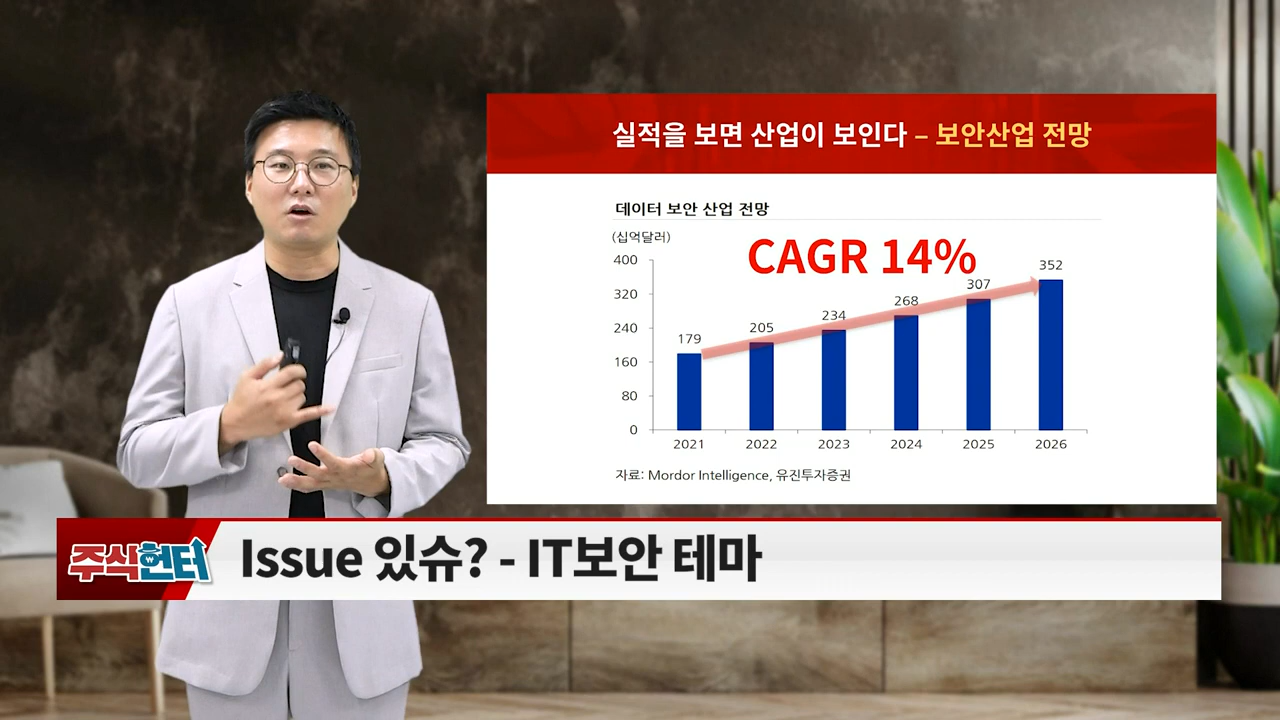 실적을 보면 산업이 보인다 – 보안산업 전망
데이터 보안 산업 전망
(십억달러)
CAGR 14%
400
320
240
160
80
0
179
205
234
268
307
352
2021 2022 2023 2024 2025 2026
자료: Mordor Intelligence, 유진투자증권
주식헌터
Issue 있슈? - IT보안 테마